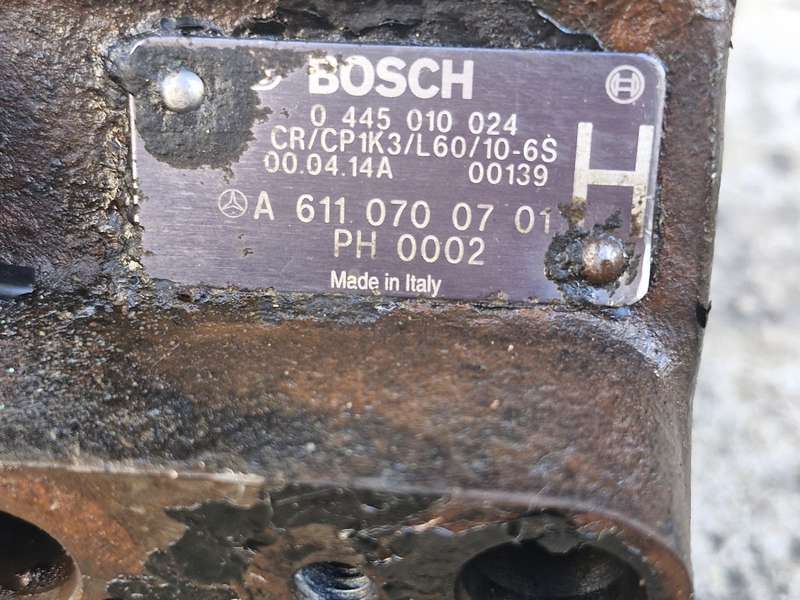 BOSCH
0 445 010 024
CR/CP1K3/L60/10-6S
00.04.14A 00139
H
A 611 070 07 01
PH 0002
Made in Italy